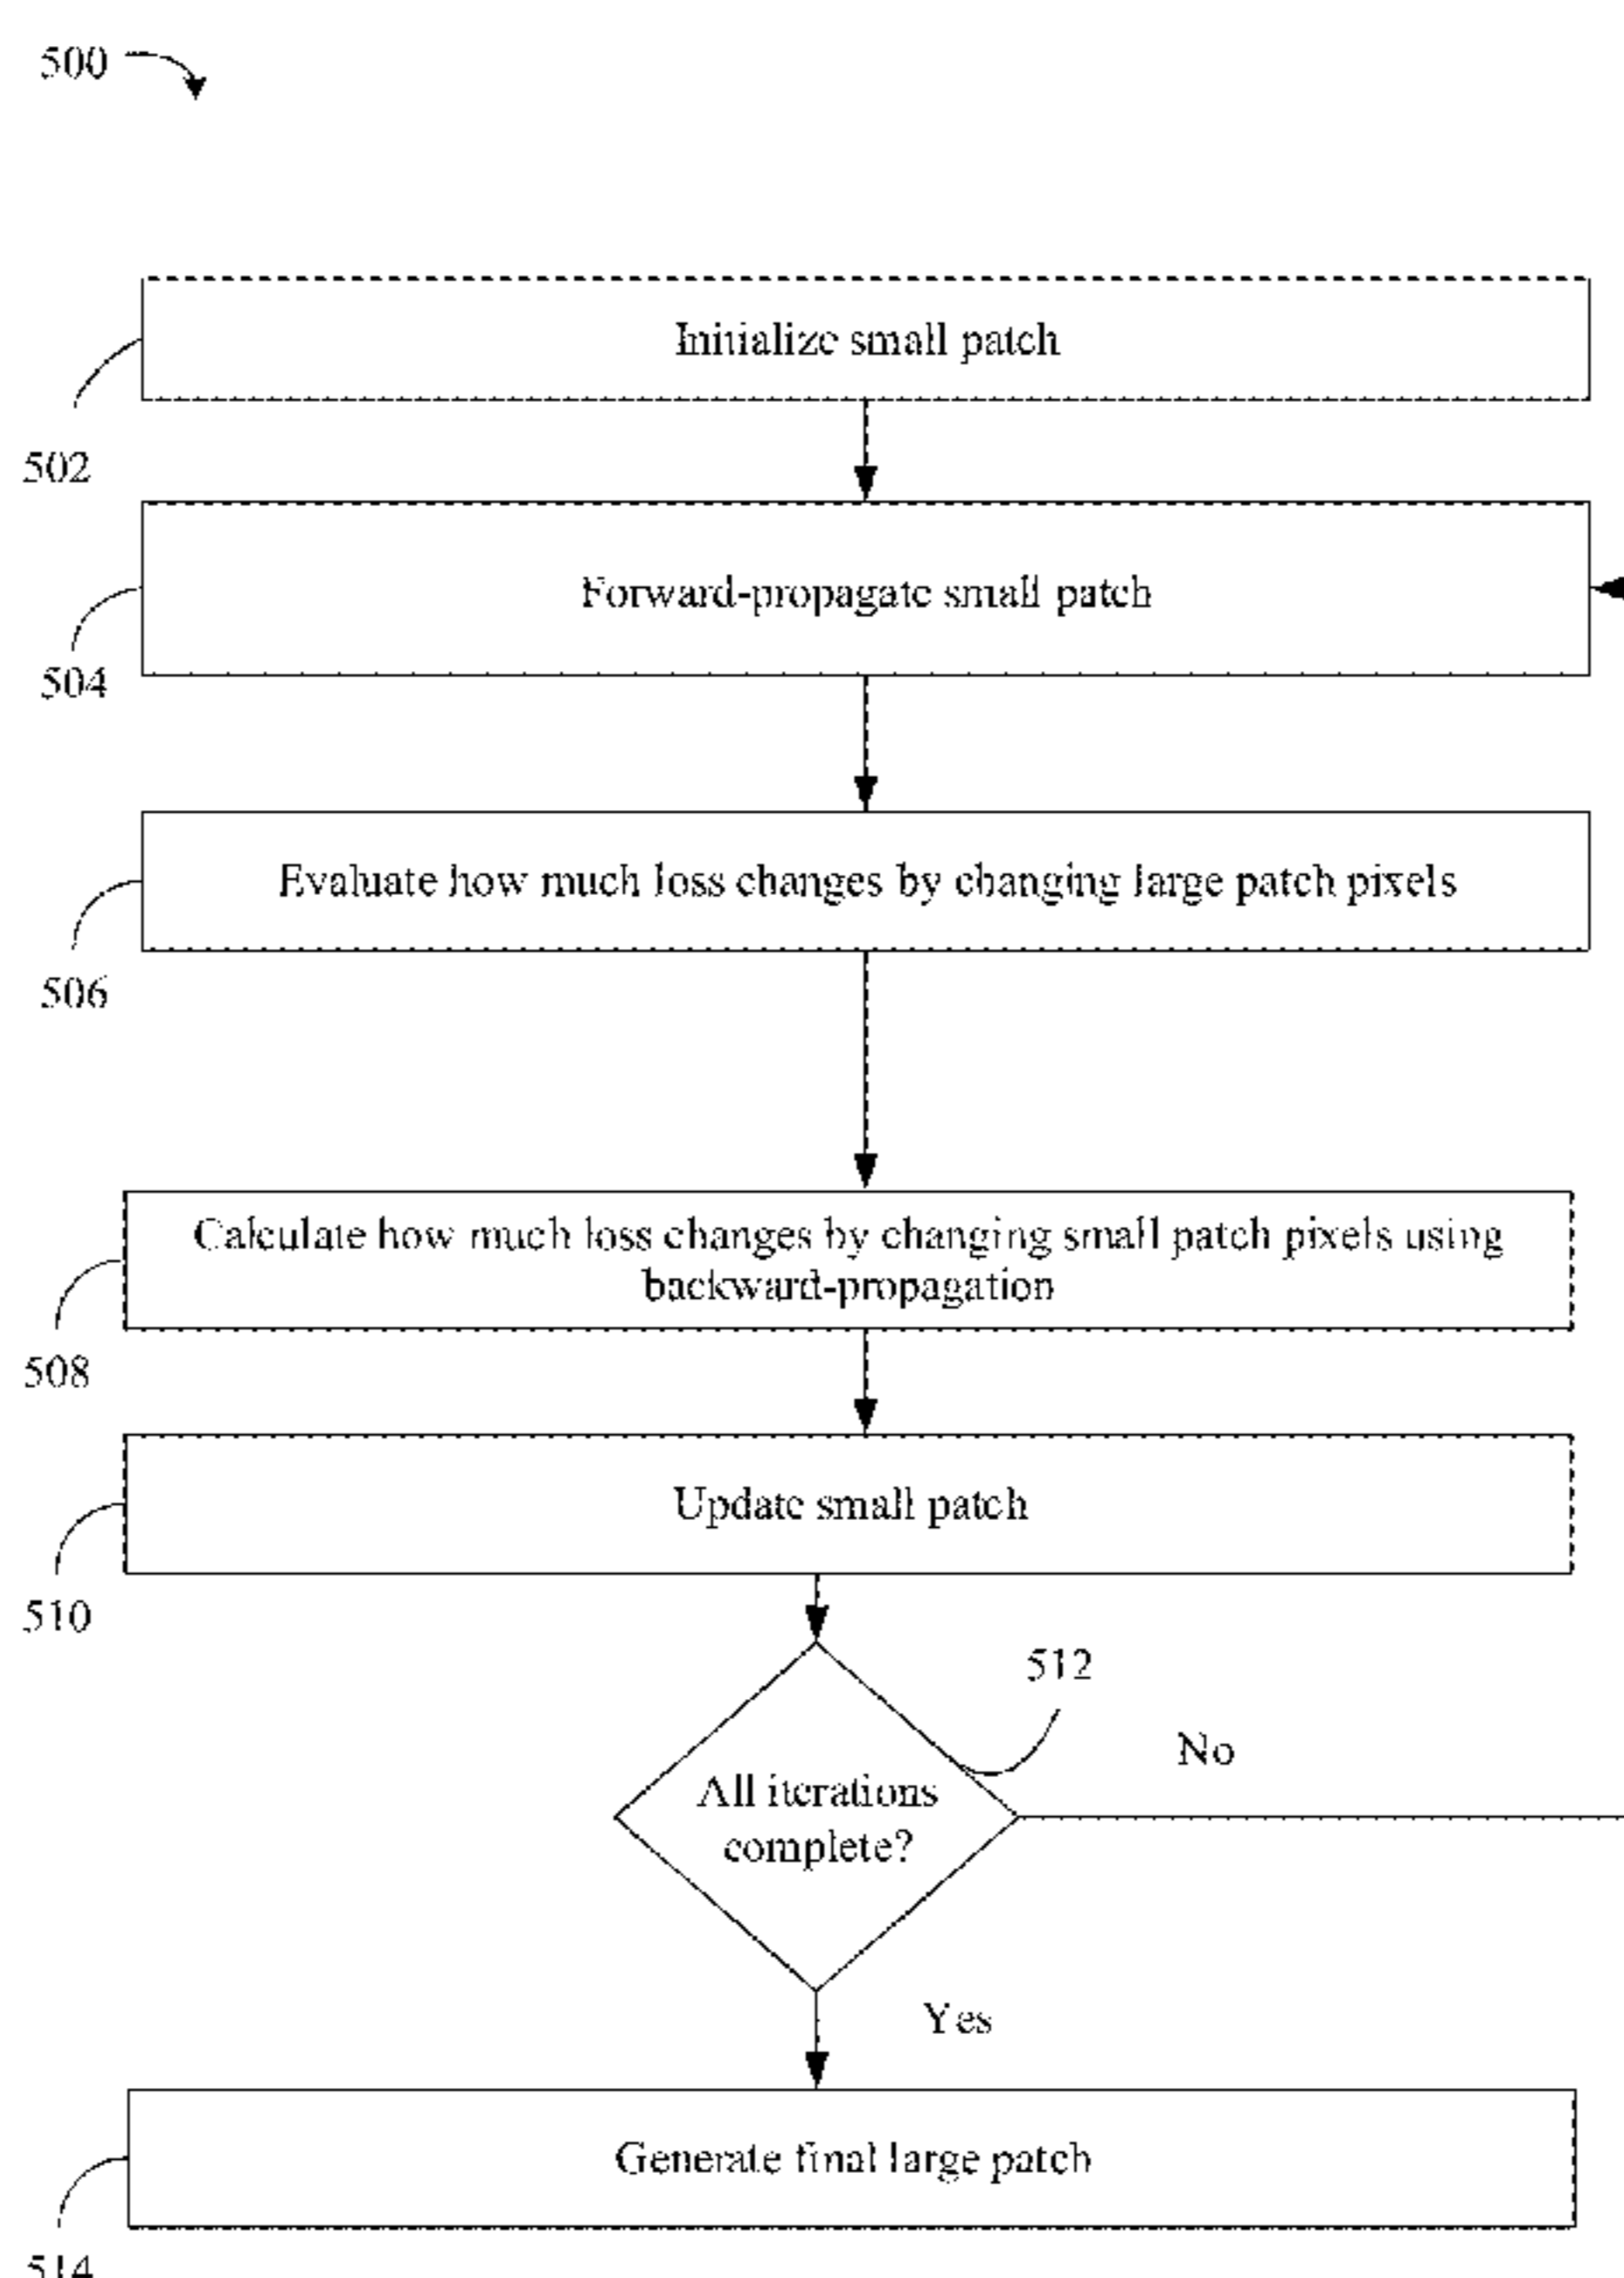 500
Initialize small patch
502
Forward-propagate small patch
504
Evaluate how much loss changes by changing large patch pixels
506
Calculate how much loss changes by changing small patch pixels using
backward-propagation
508
Update small patch
510
512
No
All iterations
complete?
Yes
Generate final large patch
514